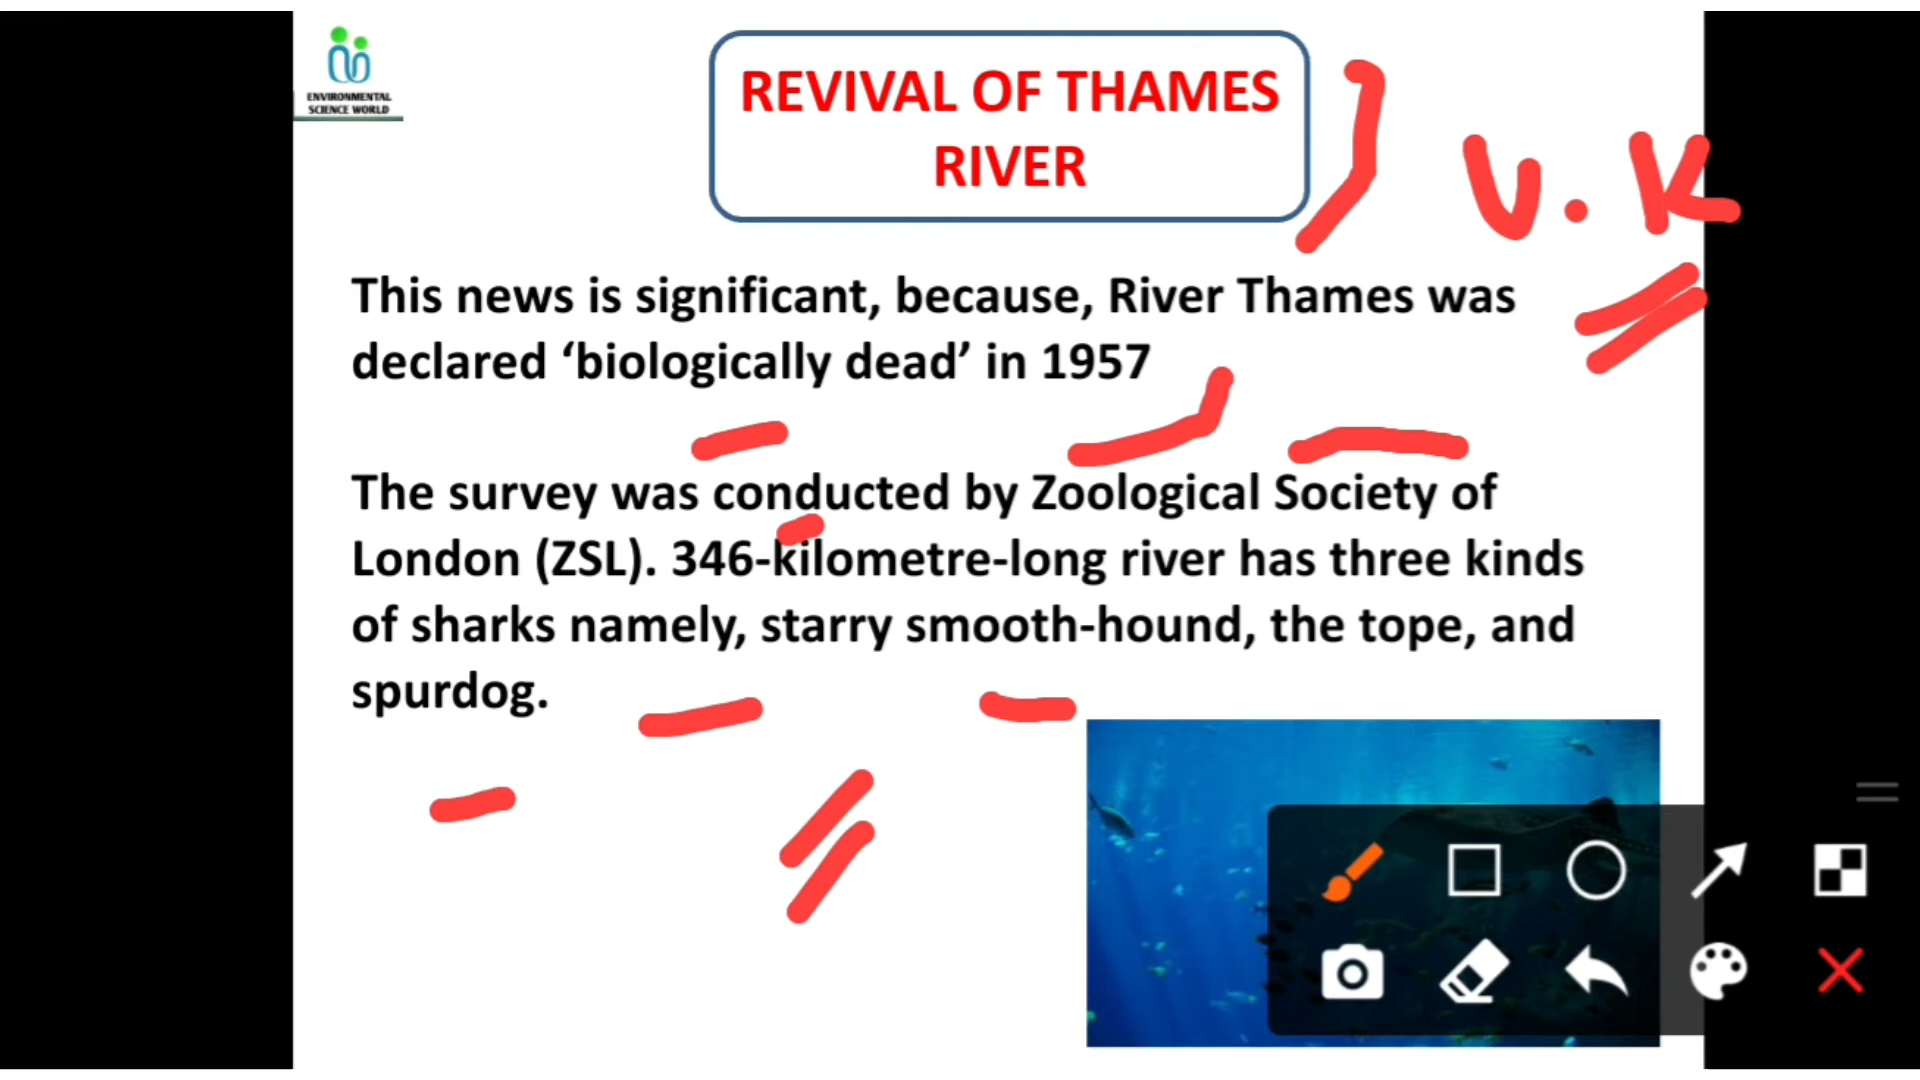 ENVIRONMENTAL
SCIENCE WORLD
REVIVAL OF THAMES
RIVER
U.K
This news is significant, because, River Thames was
declared ‘biologically dead’ in 1957
The survey was conducted by Zoological Society of
London (ZSL). 346-kilometre-long river has three kinds
of sharks namely, starry smooth-hound, the tope, and
spurdog.